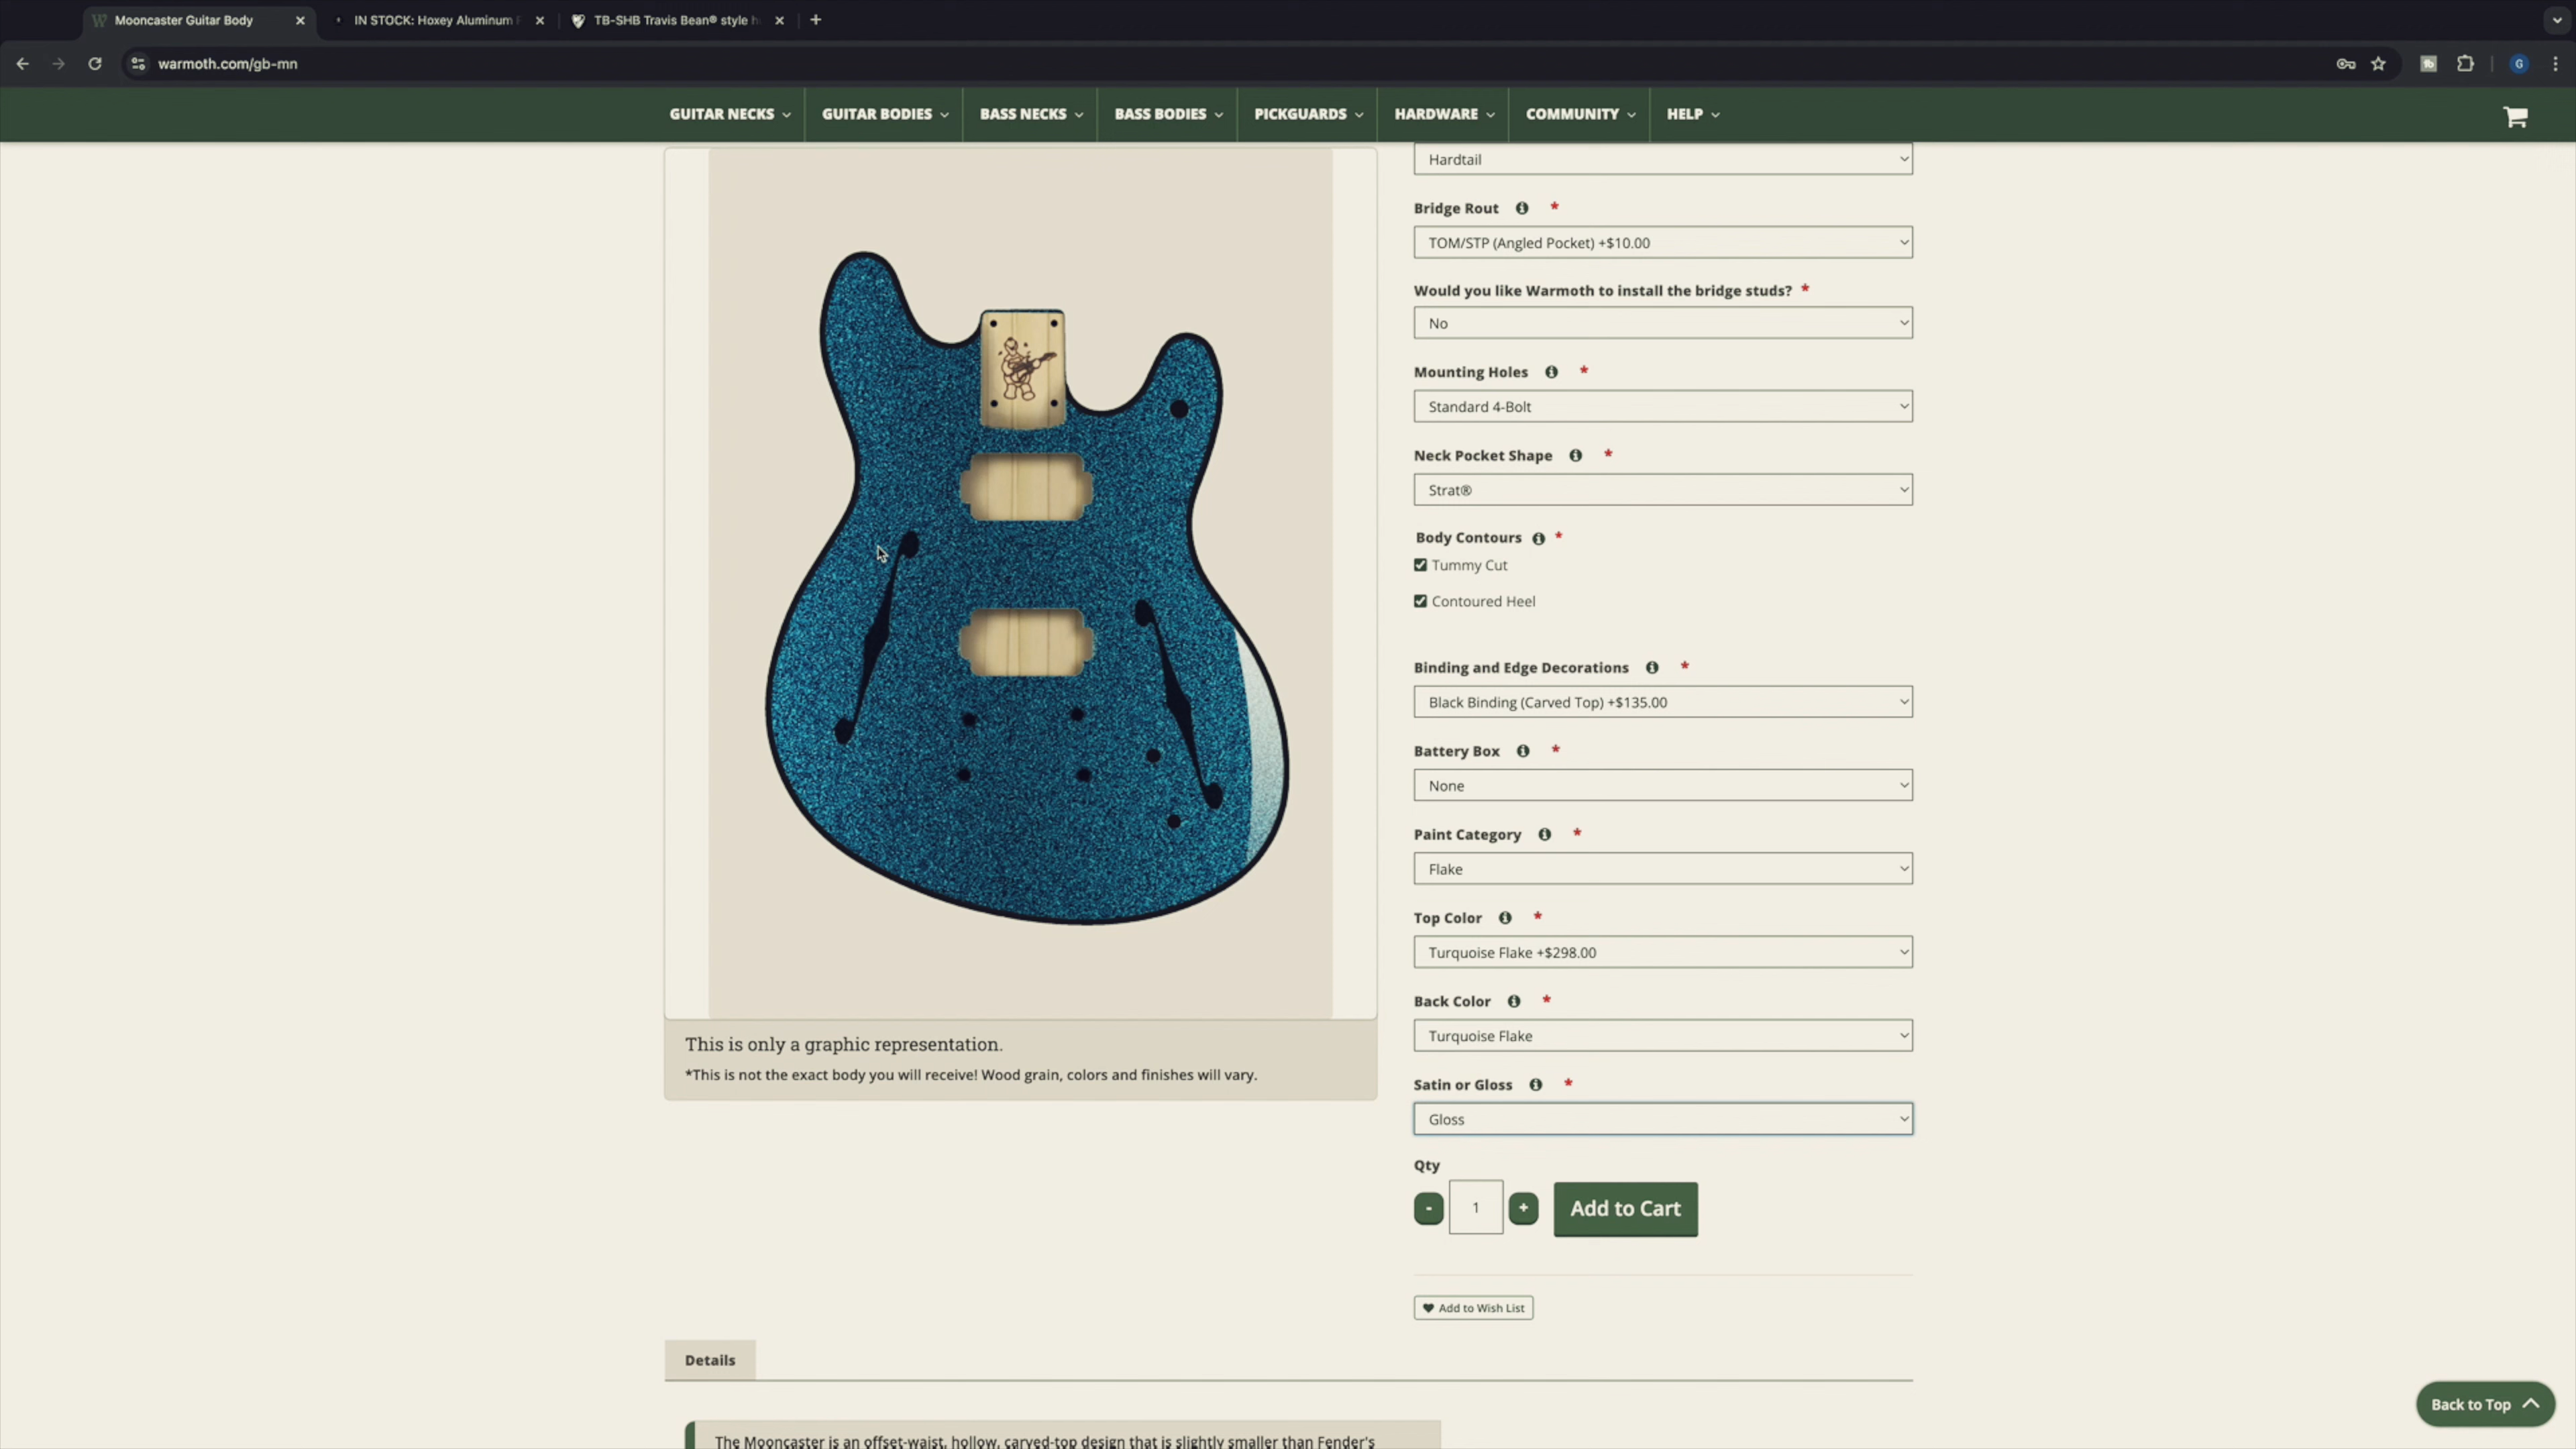 Mooncaster Guitar Body
IN STOCK: Hoxey Aluminum
TB-SHB Travis Bean® style
warmoth.com/gb-mn
G
GUITAR NECKS
GUITAR BODIES
BASS NECKS
BASS BODIES
PICKGUARDS
HARDWARE
COMMUNITY
HELP
Hardtail
Bridge Rout *
TOM/STP (Angled Pocket) +$10.00
Would you like Warmoth to install the bridge studs? *
No
Mounting Holes *
Standard 4-Bolt
Neck Pocket Shape *
Strat®
Body Contours *
Tummy Cut
Contoured Heel
Binding and Edge Decorations *
Black Binding (Carved Top) +$135.00
Battery Box *
None
Paint Category *
Flake
Top Color *
Turquoise Flake +$298.00
Back Color *
Turquoise Flake
Satin or Gloss *
Gloss
Qty
- 1 + Add to Cart
Add to Wish List
This is only a graphic representation.
*This is not the exact body you will receive! Wood grain, colors and finishes will vary.
Details
The Mooncaster is an offset-waist, hollow, carved-top design that is slightly smaller than Fender's
Back to Top